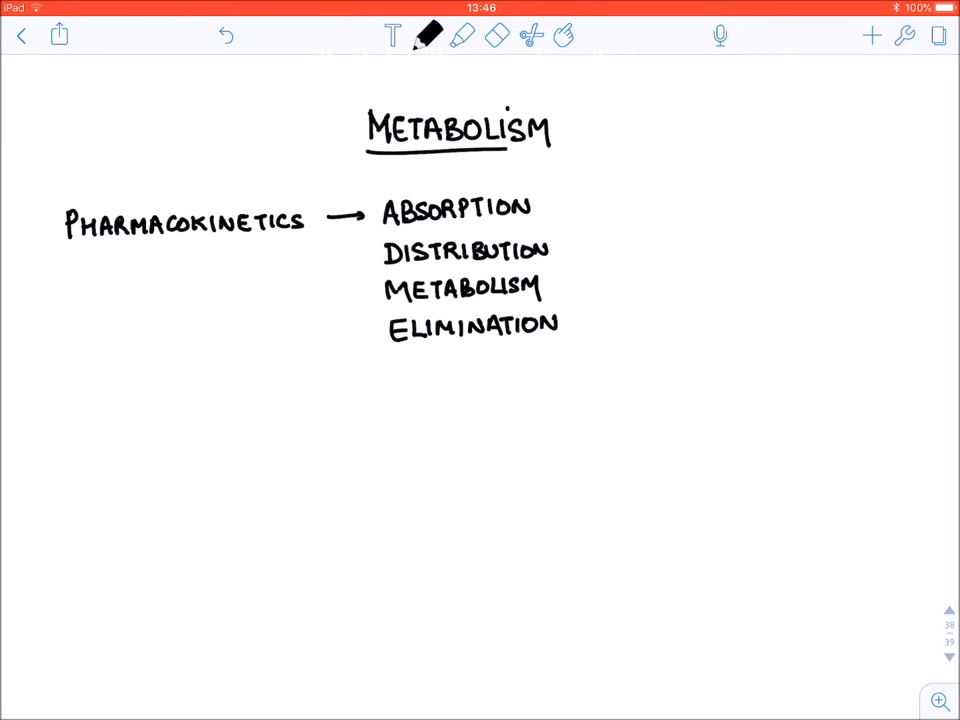 iPad 13:46 100%
T
METABOLiSM
PHARMACOKINETICS → ABSORPTION
DISTRIBUTION
METABOLISM
ELIMINATION
38
39